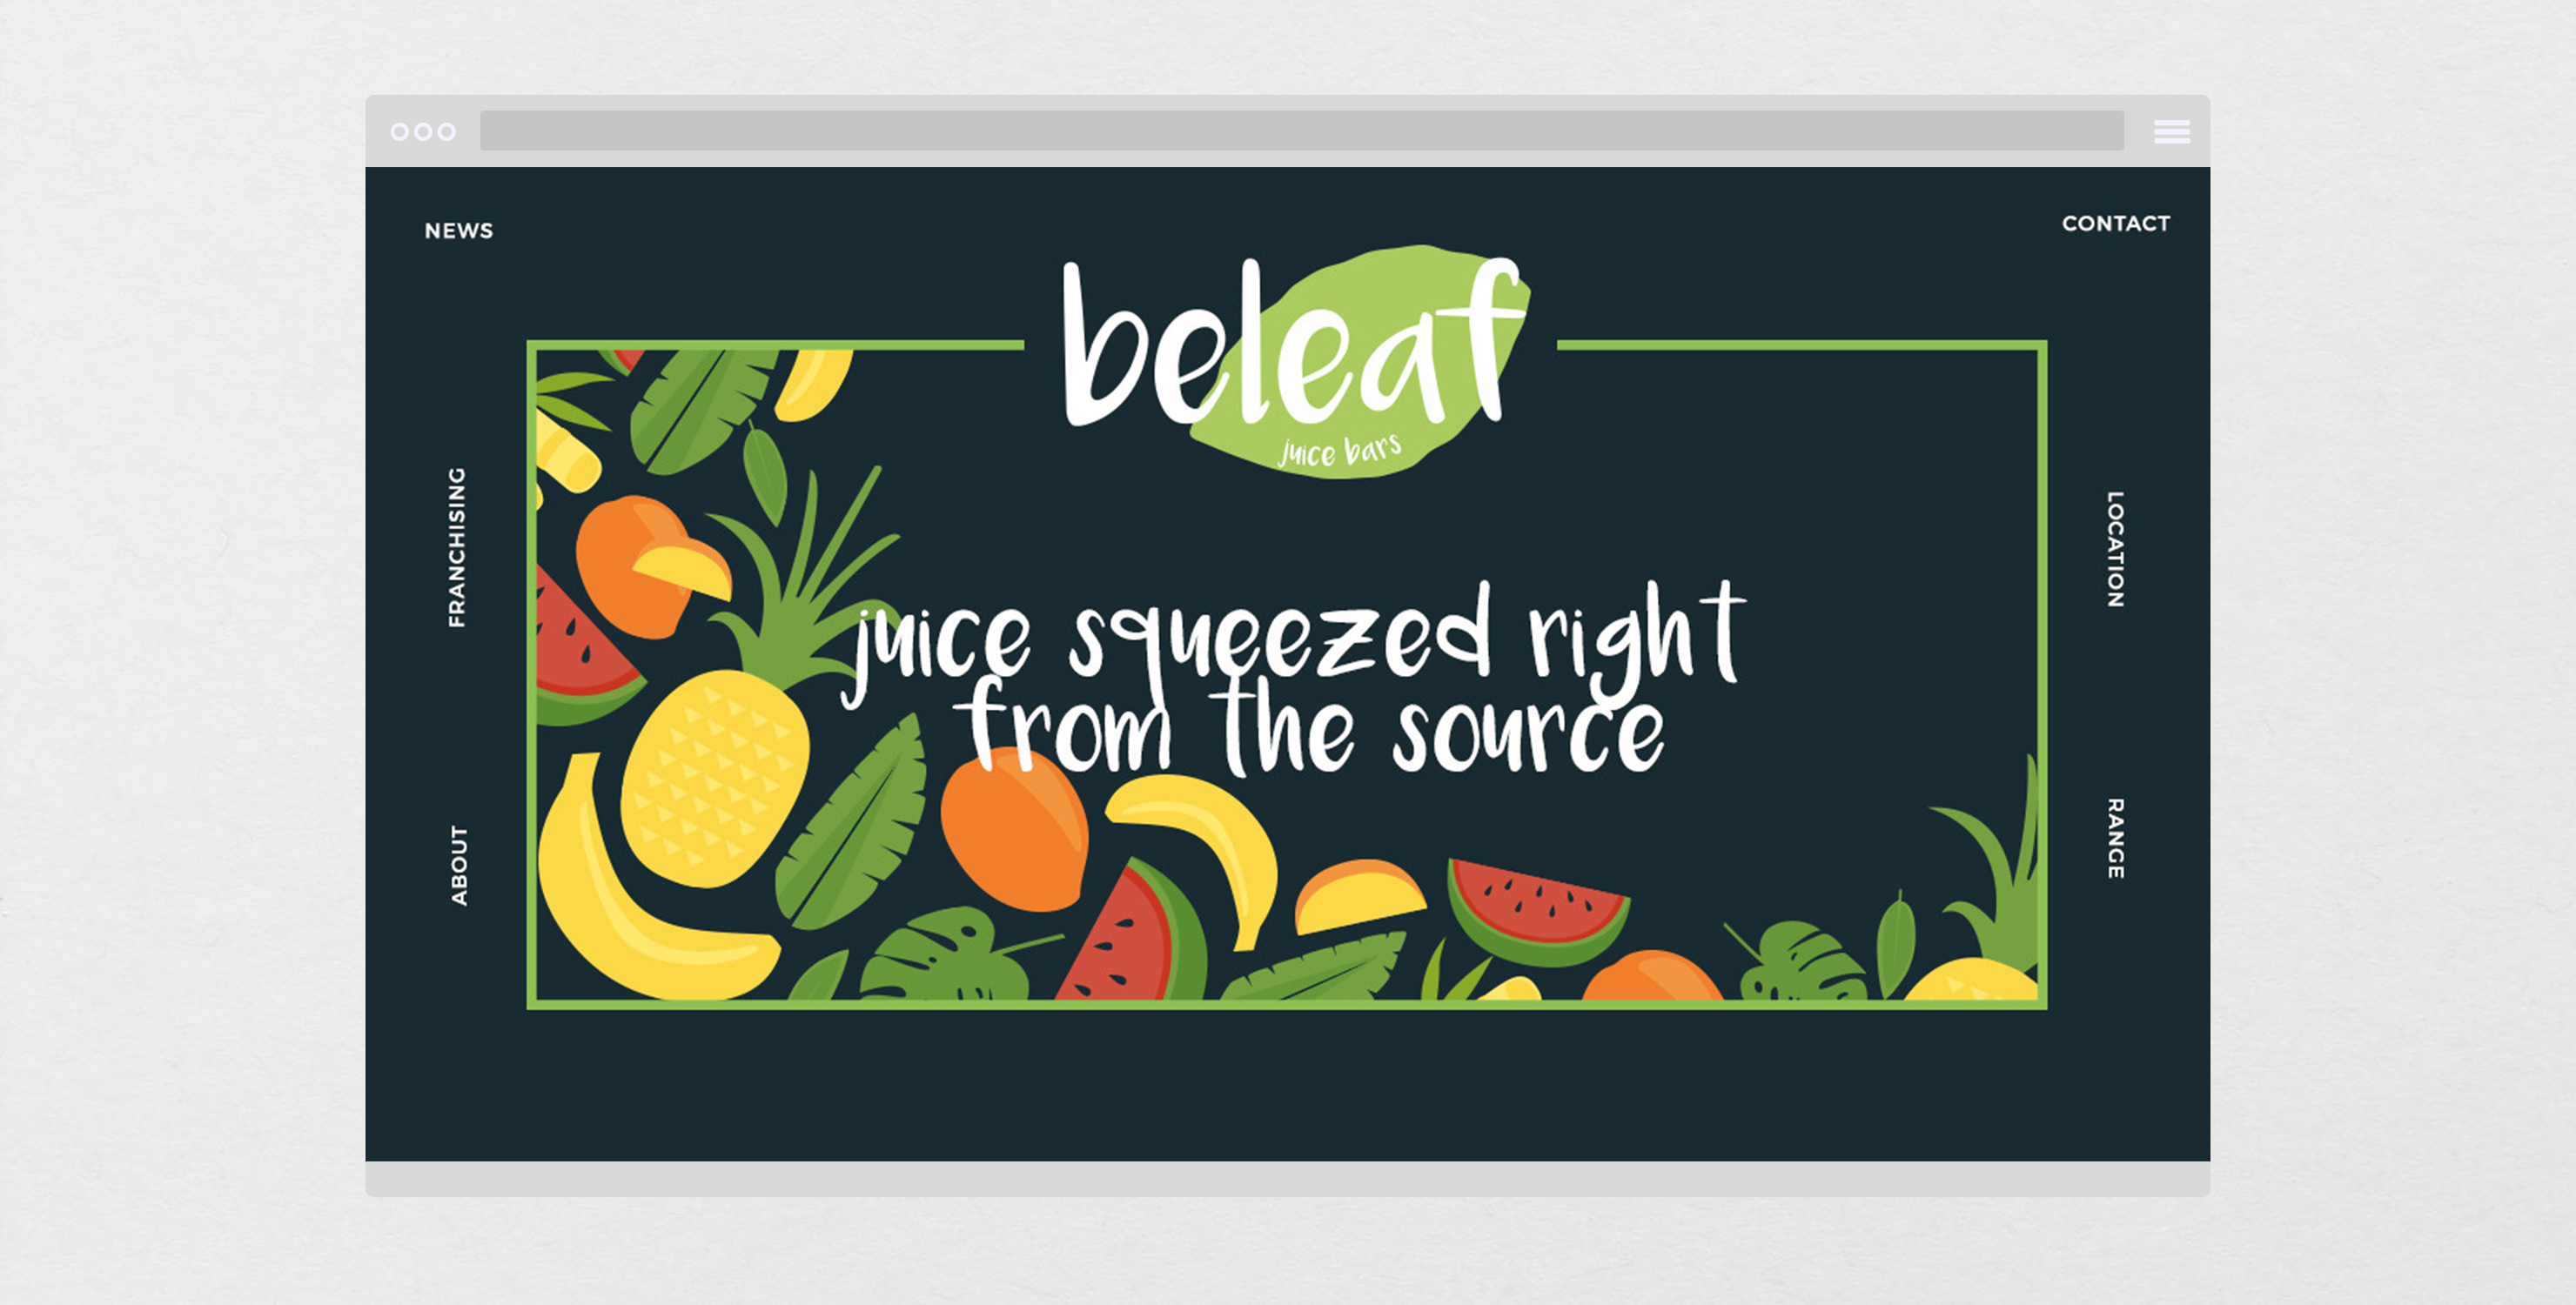 NEWS
CONTACT
beleaf
juice bars
FRANCHISING
LOCATION
juice squeezed right
from the source
ABOUT
RANGE